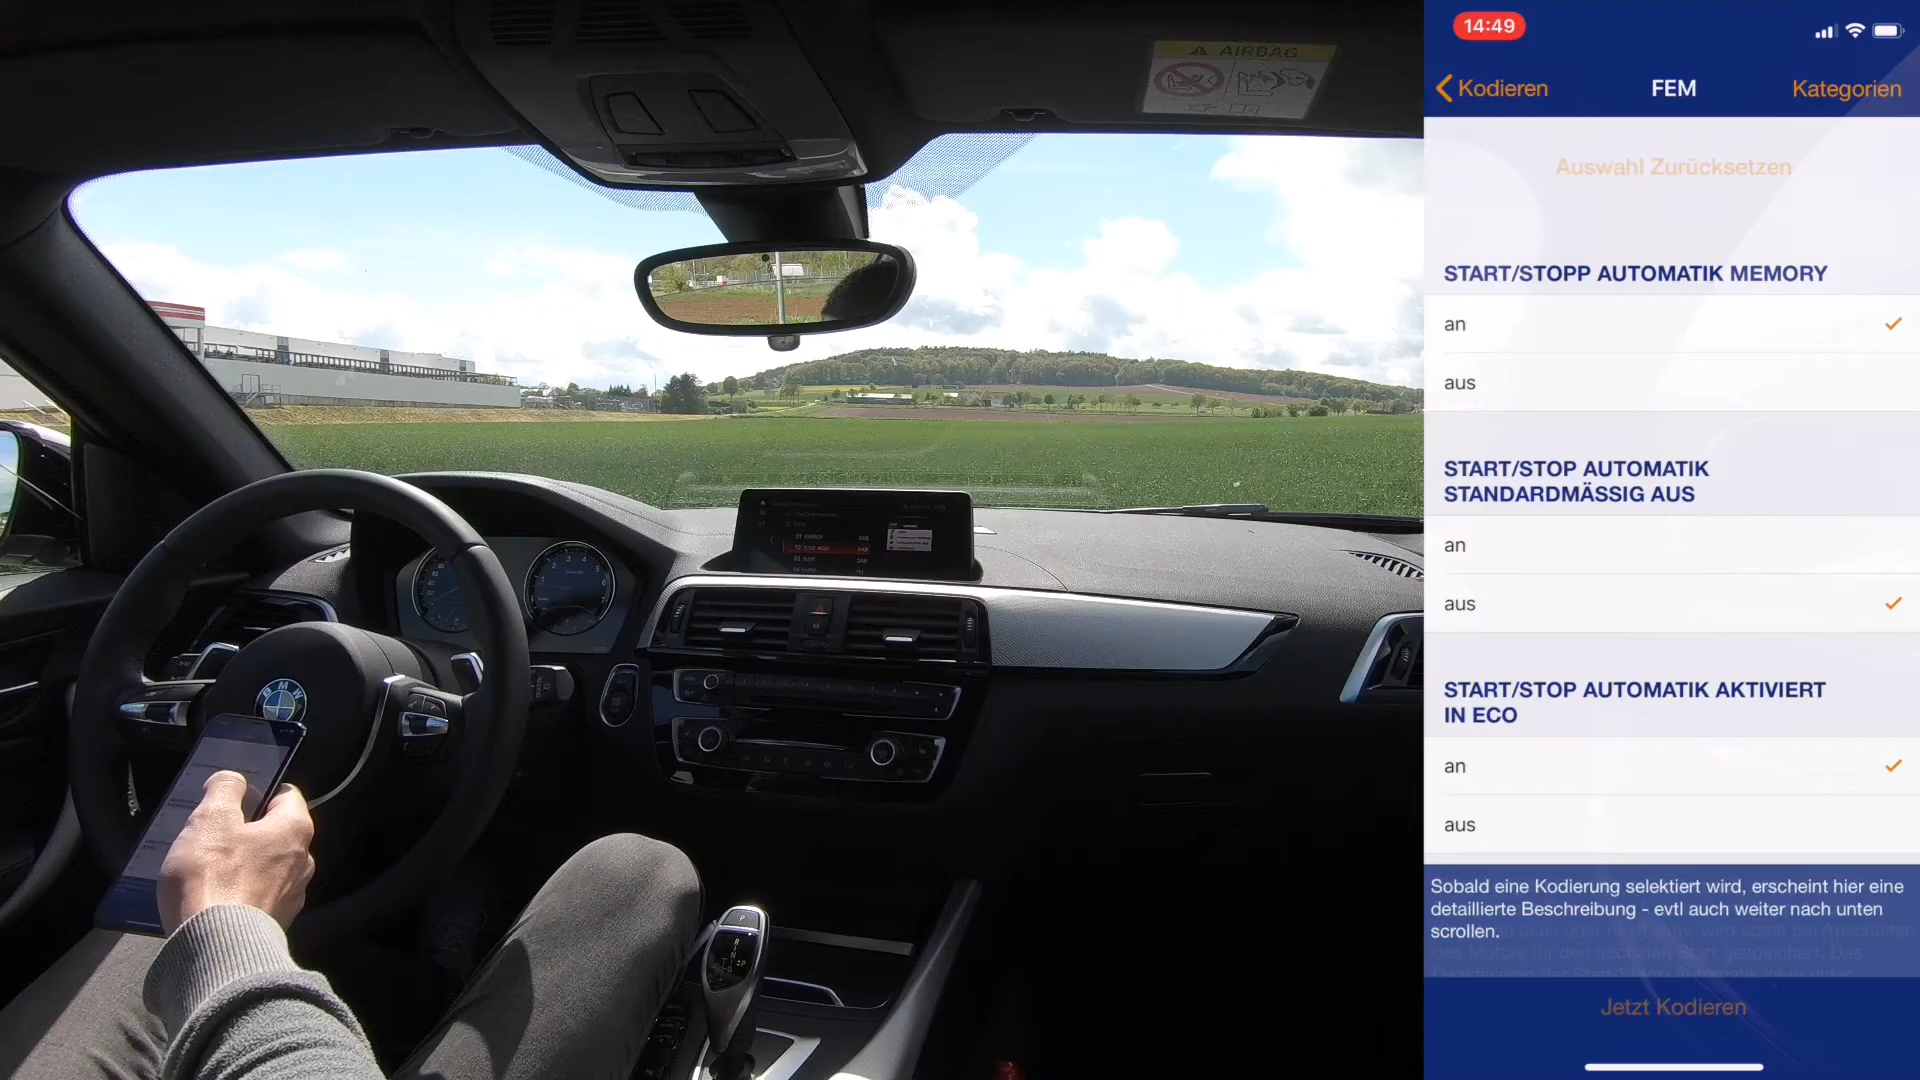 14:49
Kodieren FEM Kategorien
Auswahl Zurücksetzen
START/STOPP AUTOMATIK MEMORY
an
aus
START/STOP AUTOMATIK
STANDARDMÄSSIG AUS
an
aus
START/STOP AUTOMATIK AKTIVIERT
IN ECO
an
aus
Sobald eine Kodierung selektiert wird, erscheint hier eine
detaillierte Beschreibung - evtl auch weiter nach unten
scrollen.
Jetzt Kodieren
AIRBAG
BMW